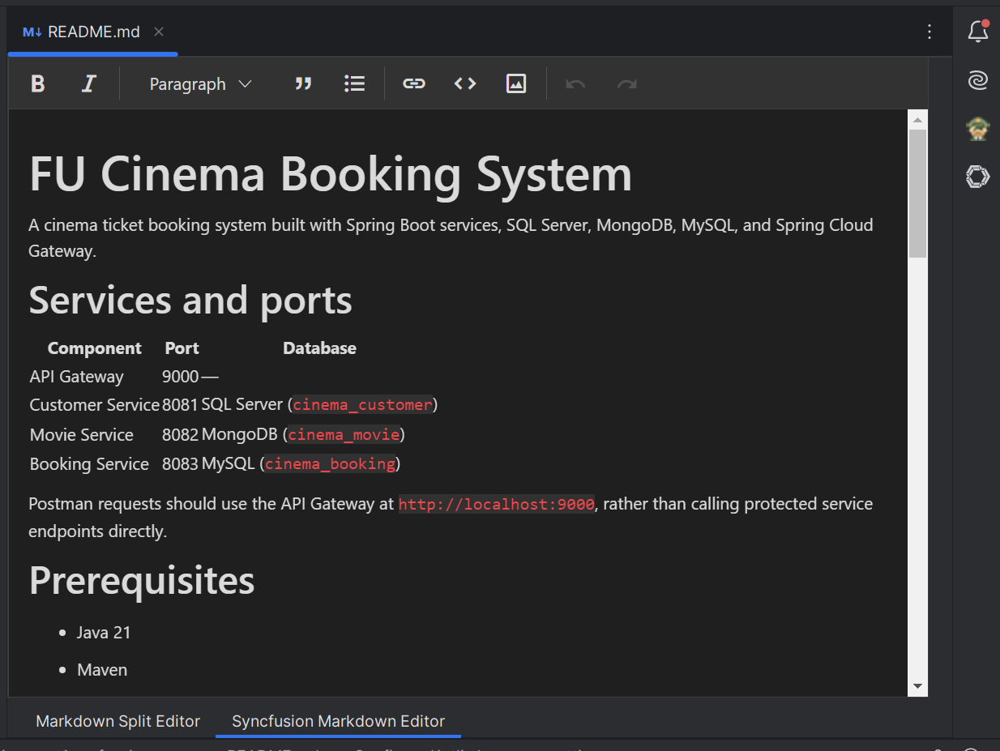 M↓ README.md
B I Paragraph
FU Cinema Booking System
A cinema ticket booking system built with Spring Boot services, SQL Server, MongoDB, MySQL, and Spring Cloud
Gateway.
Services and ports
Component Port Database
API Gateway 9000 —
Customer Service 8081 SQL Server (cinema_customer)
Movie Service 8082 MongoDB (cinema_movie)
Booking Service 8083 MySQL (cinema_booking)
Postman requests should use the API Gateway at http://localhost:9000, rather than calling protected service
endpoints directly.
Prerequisites
• Java 21
• Maven
Markdown Split Editor Syncfusion Markdown Editor